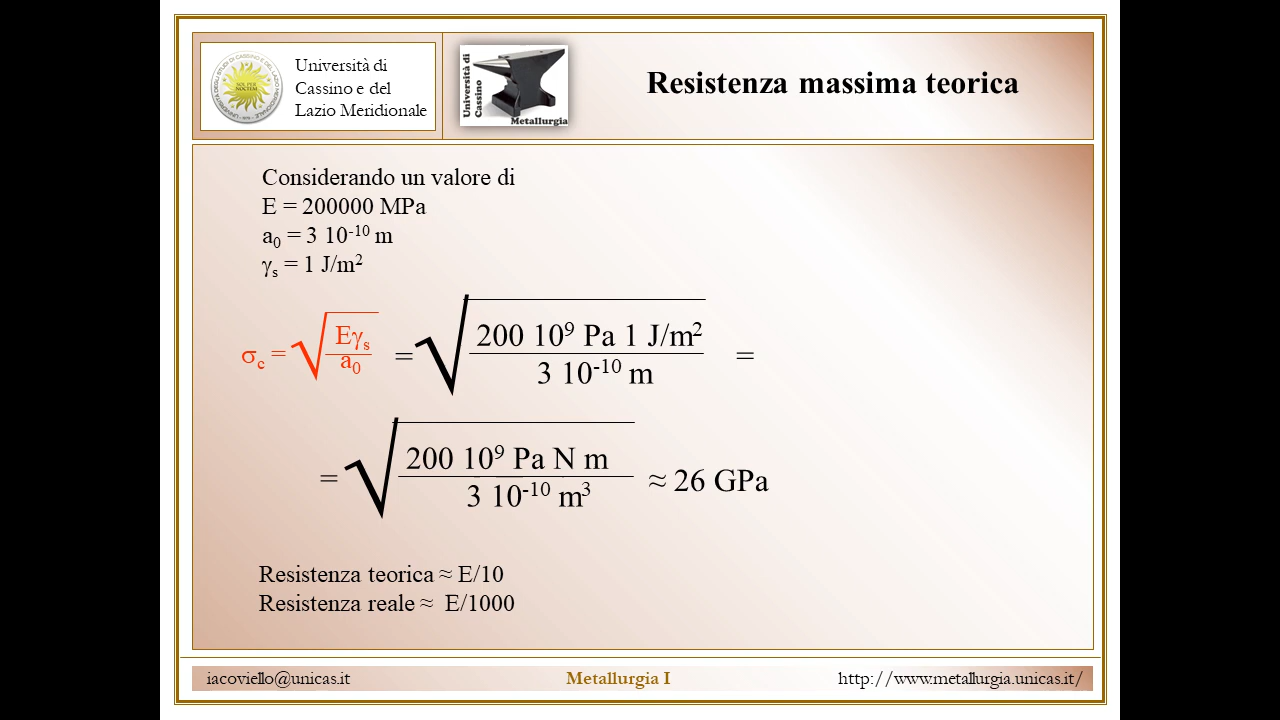 Università di
Cassino e del
Lazio Meridionale
Università di
Cassino
Metallurgia
Resistenza massima teorica
Considerando un valore di
E = 200000 MPa
a₀ = 3 10⁻¹⁰ m
γₛ = 1 J/m²
σ_c = √(Eγₛ / a₀) = √(200 10⁹ Pa 1 J/m² / 3 10⁻¹⁰ m) =
= √(200 10⁹ Pa N m / 3 10⁻¹⁰ m³) ≈ 26 GPa
Resistenza teorica ≈ E/10
Resistenza reale ≈ E/1000
iacoviello@unicas.it
Metallurgia I
http://www.metallurgia.unicas.it/